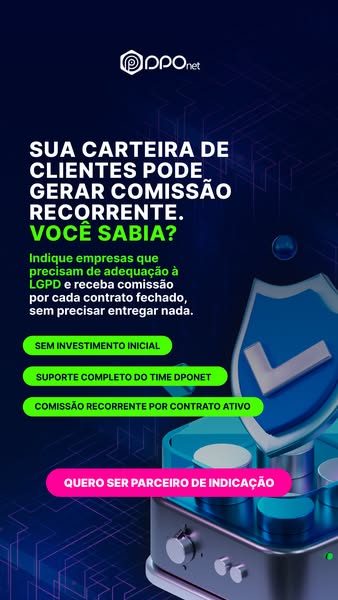 DPOnet
SUA CARTEIRA DE
CLIENTES PODE
GERAR COMISSÃO
RECORRENTE.
VOCÊ SABIA?
Indique empresas que
precisam de adequação à
LGPD e receba comissão
por cada contrato fechado,
sem precisar entregar nada.
SEM INVESTIMENTO INICIAL
SUPORTE COMPLETO DO TIME DPONET
COMISSÃO RECORRENTE POR CONTRATO ATIVO
QUERO SER PARCEIRO DE INDICAÇÃO